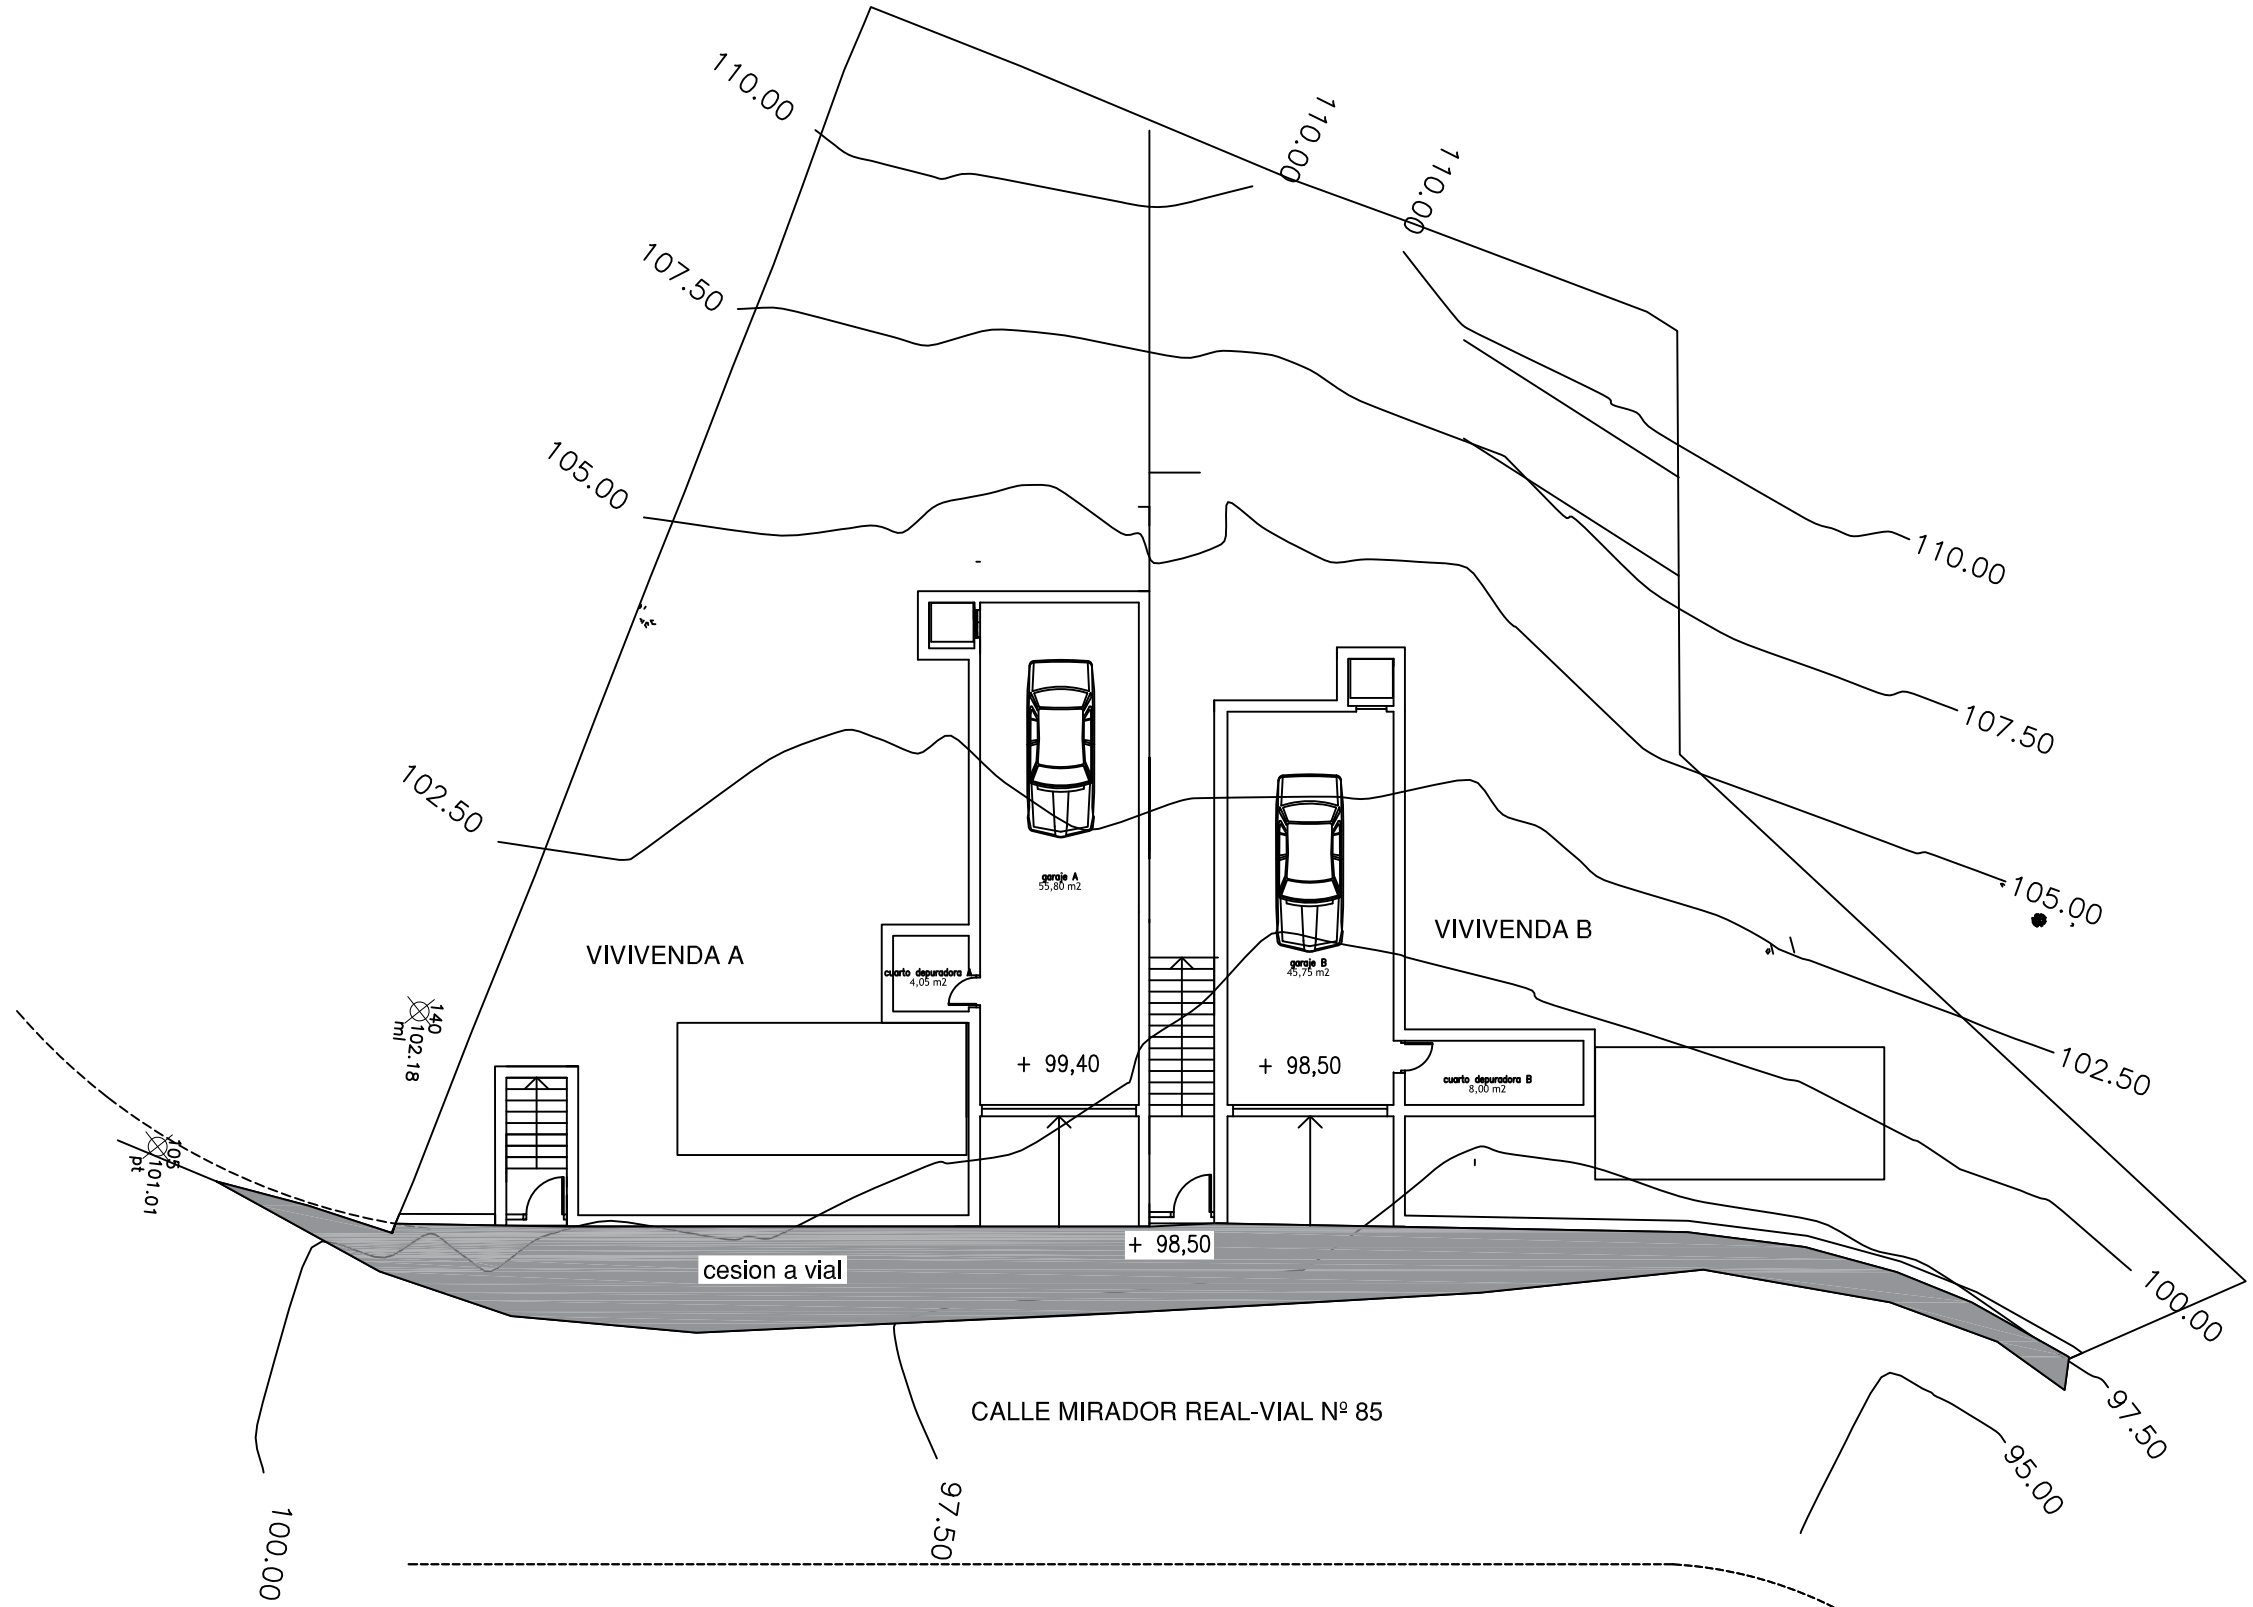 110.00
110.00
110.00
107.50
105.00
110.00
107.50
102.50
garaje A
55,80 m2
105.00
VIVIVENDA A
VIVIVENDA B
cuarto depuradora A
4,05 m2
garaje B
45,75 m2
140
102.18
ml
+ 99,40
+ 98,50
cuarto depuradora B
8,00 m2
102.50
105
101.01
pt
+ 98,50
cesion a vial
100.00
CALLE MIRADOR REAL-VIAL Nº 85
97.50
95.00
97.50
100.00